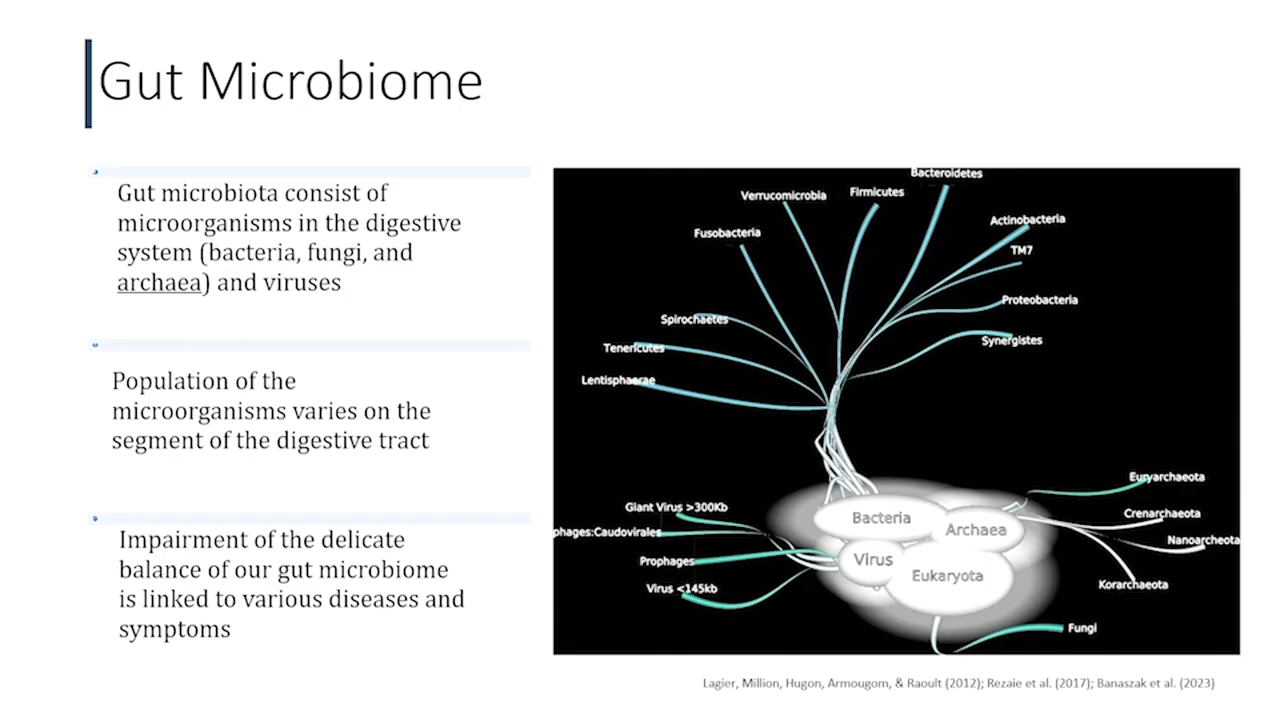 Gut Microbiome
Gut microbiota consist of
microorganisms in the digestive
system (bacteria, fungi, and
archaea) and viruses
Population of the
microorganisms varies on the
segment of the digestive tract
Impairment of the delicate
balance of our gut microbiome
is linked to various diseases and
symptoms
Bacteroidetes
Verrucomicrobia
Firmicutes
Actinobacteria
Fusobacteria
TM7
Proteobacteria
Spirochaetes
Synergistes
Tenericutes
Lentisphaerae
Euryarchaeota
Giant Virus >300Kb
Crenarchaeota
Bacteria
Archaea
phages:Caudovirales
Nanoarcheota
Prophages
Virus
Eukaryota
Korarchaeota
Virus <145kb
Fungi
Lagier, Million, Hugon, Armougom, & Raoult (2012); Rezaie et al. (2017); Banaszak et al. (2023)